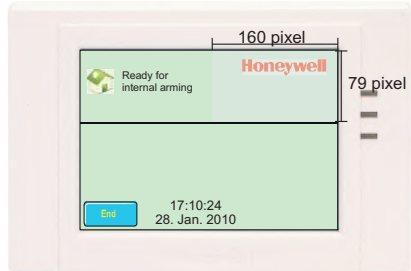 160 pixel
Honeywell
79 pixel
Ready for
internal arming
17:10:24
End
28. Jan. 2010